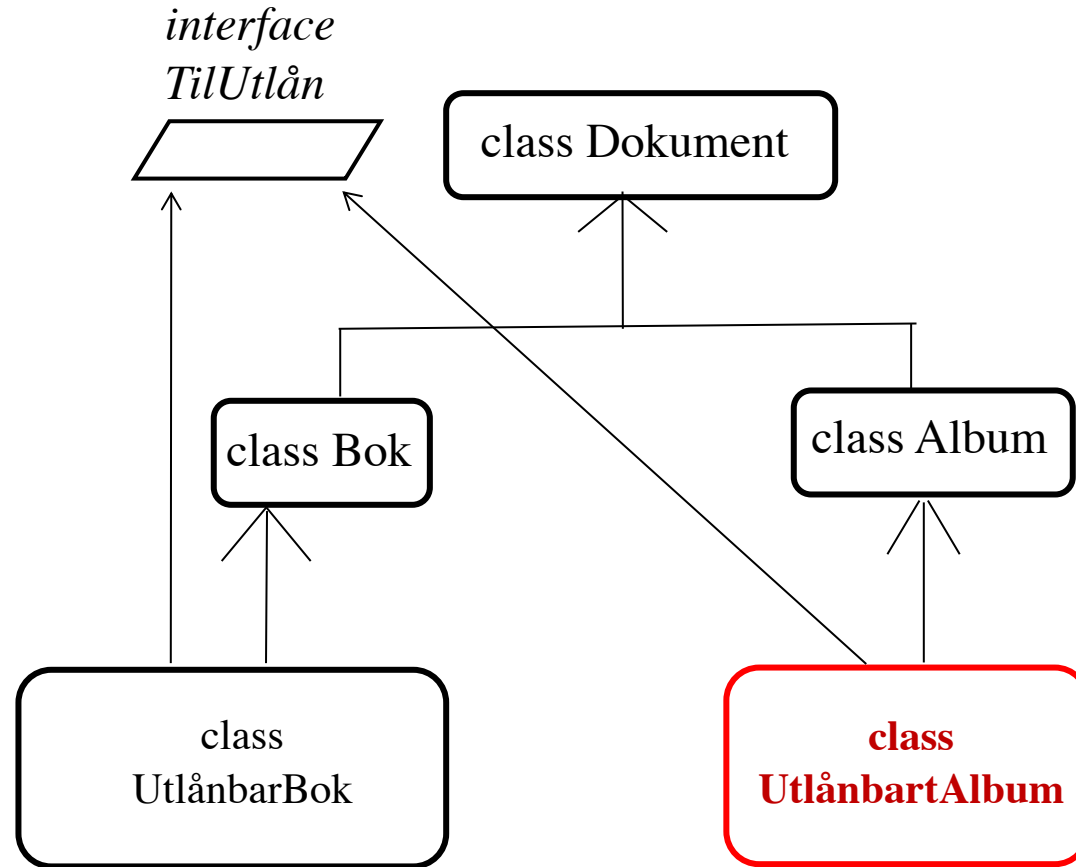 interface
TilUtlån
class Dokument
class Bok
class Album
class
UtlånbarBok
class
UtlånbartAlbum